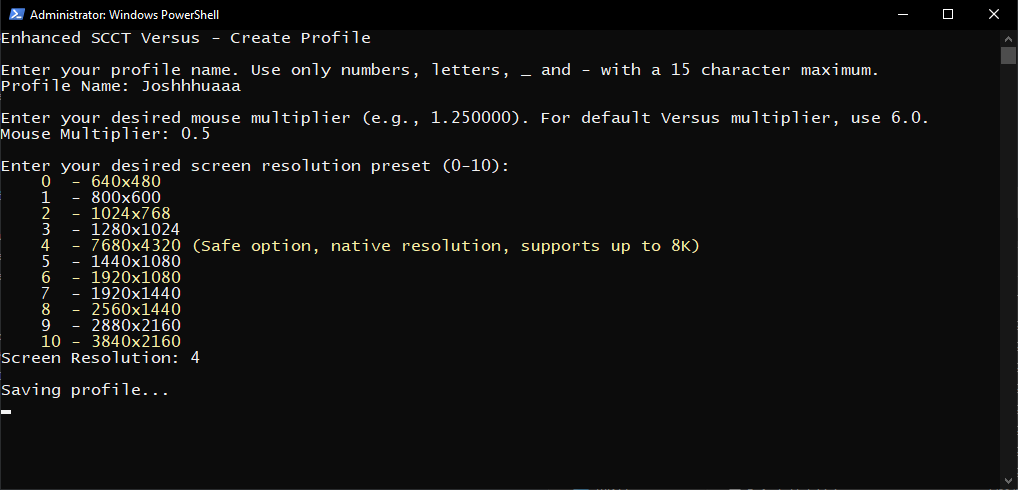 Administrator: Windows PowerShell
Enhanced SCCT Versus - Create Profile
Enter your profile name. Use only numbers, letters, _ and - with a 15 character maximum.
Profile Name: Joshhhuaaa
Enter your desired mouse multiplier (e.g., 1.250000). For default Versus multiplier, use 6.0.
Mouse Multiplier: 0.5
Enter your desired screen resolution preset (0-10):
0 - 640x480
1 - 800x600
2 - 1024x768
3 - 1280x1024
4 - 7680x4320 (Safe option, native resolution, supports up to 8K)
5 - 1440x1080
6 - 1920x1080
7 - 1920x1440
8 - 2560x1440
9 - 2880x2160
10 - 3840x2160
Screen Resolution: 4
Saving profile...